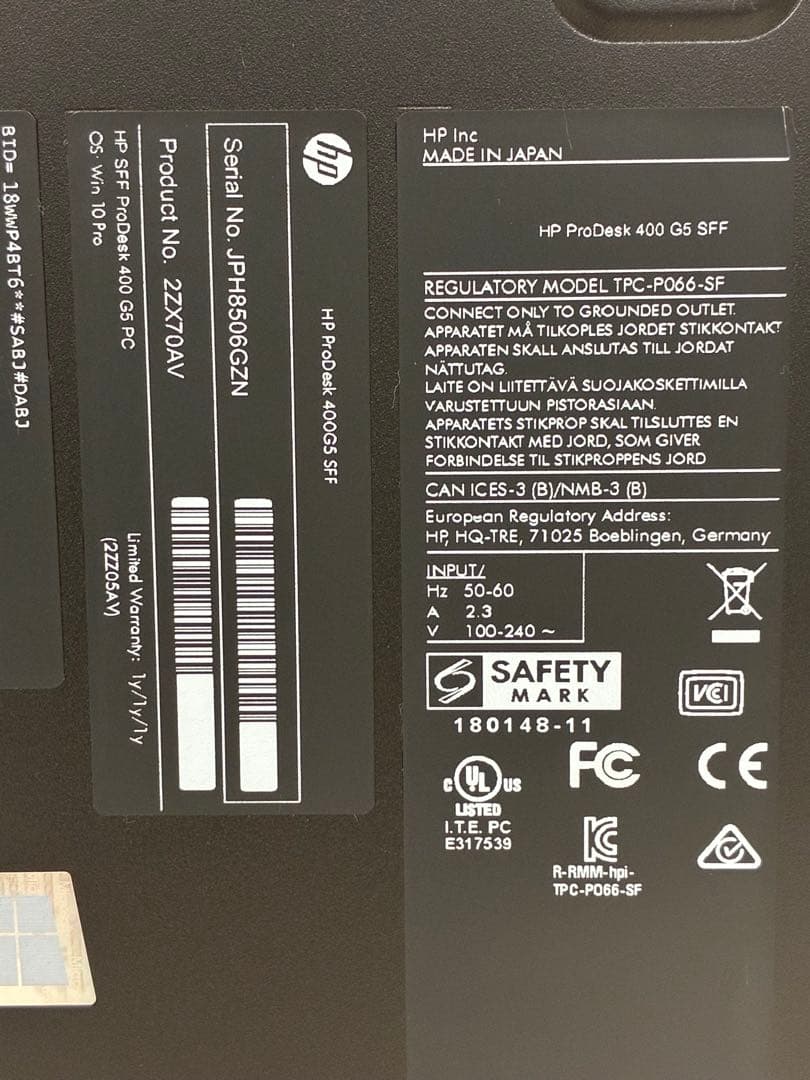 BID= 18WWP4BT6**#SABJ#DABJ
hp
HP ProDesk 400G5 SFF
Serial No. JPH8506GZN
Product No. 2ZX70AV
HP SFF ProDesk 400 G5 PC
OS: Win 10 Pro
Limited Warranty: 1y/1y/1y
(2ZZ05AV)
HP Inc
MADE IN JAPAN
HP ProDesk 400 G5 SFF
REGULATORY MODEL TPC-P066-SF
CONNECT ONLY TO GROUNDED OUTLET.
APPARATET MÅ TILKOPLES JORDET STIKKONTAKT
APPARATEN SKALL ANSLUTAS TILL JORDAT
NÄTTUTAG.
LAITE ON LIITETTÄVÄ SUOJAKOSKETTIMILLA
VARUSTETTUUN PISTORASIAAN.
APPARATETS STIKPROP SKAL TILSLUTTES EN
STIKKONTAKT MED JORD, SOM GIVER
FORBINDELSE TIL STIKPROPPENS JORD
CAN ICES-3 (B)/NMB-3 (B)
European Regulatory Address:
HP, HQ-TRE, 71025 Boeblingen, Germany
INPUT/
Hz 50-60
A 2.3
V 100-240 ~
SAFETY
MARK
180148-11
VCI
c UL US
LISTED
I.T.E. PC
E317539
FC
CE
R-RMM-hpi-
TPC-P066-SF